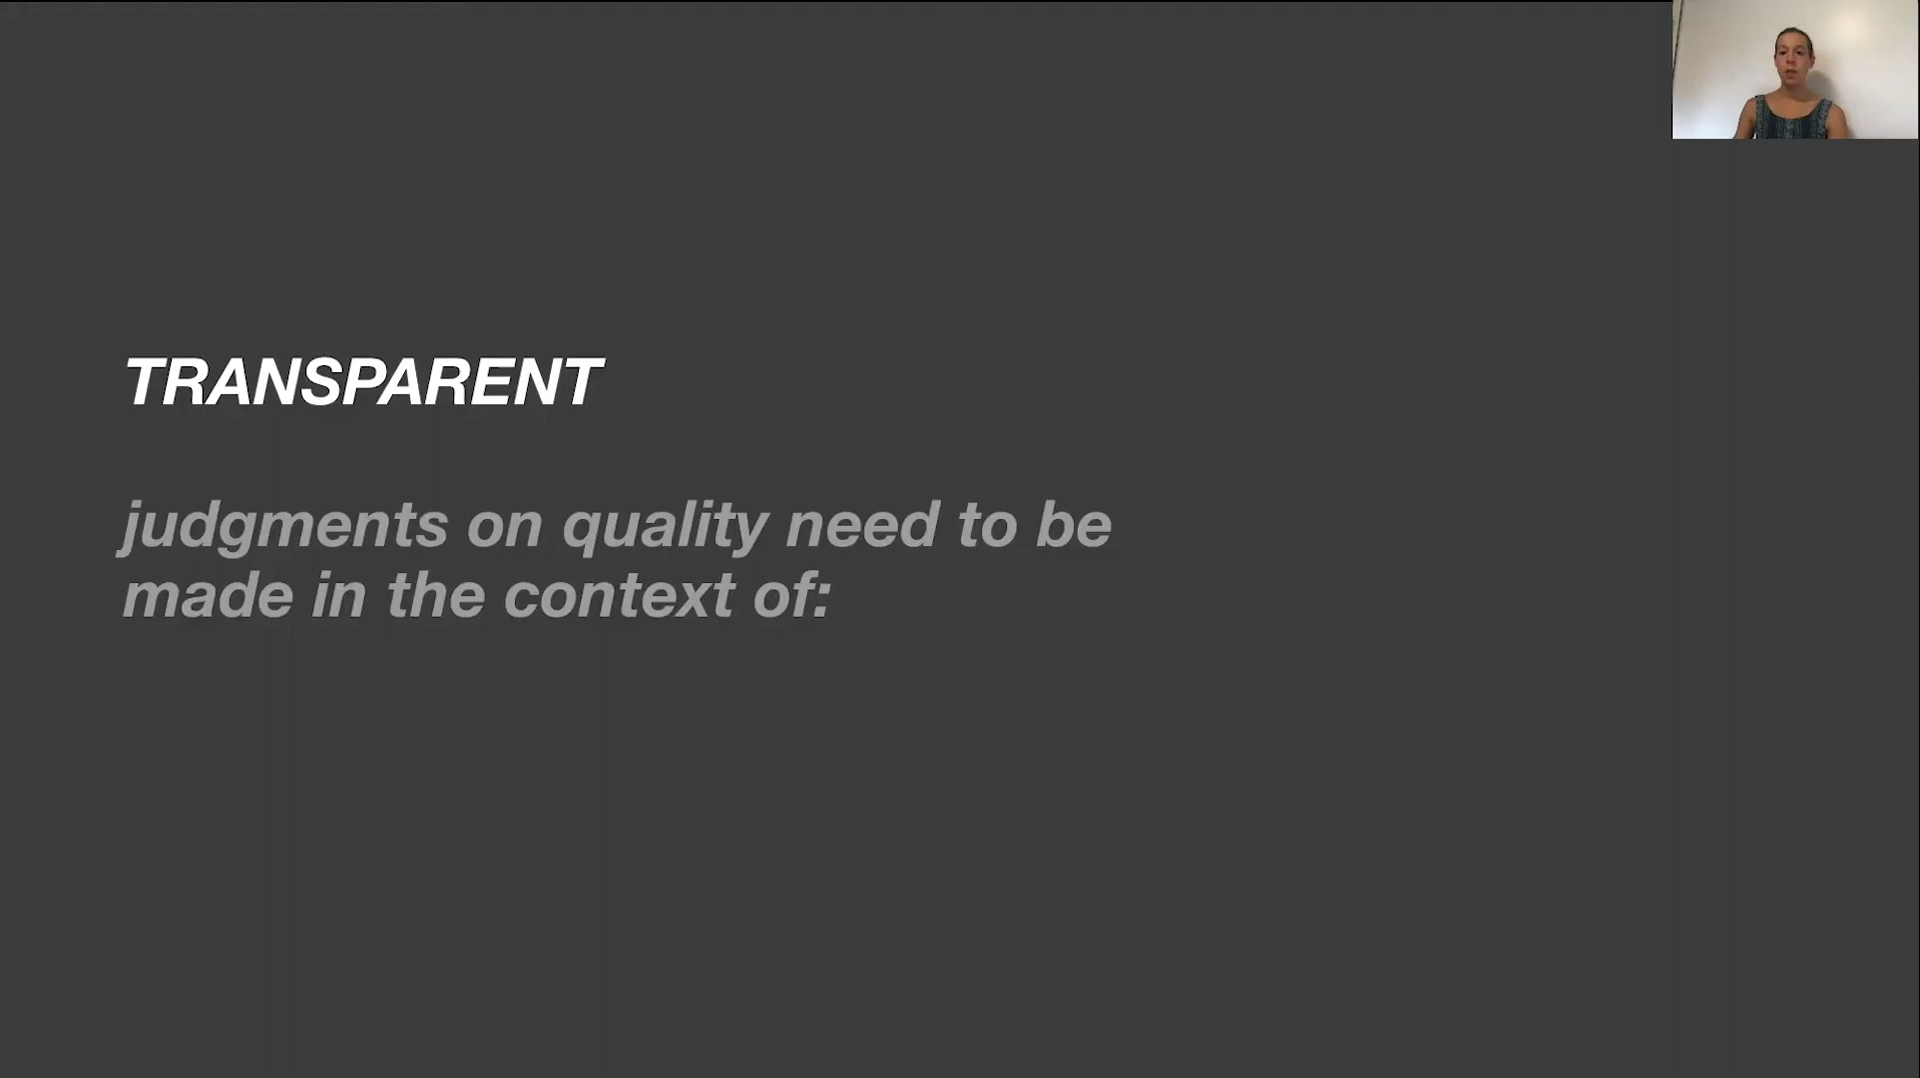 TRANSPARENT
judgments on quality need to be
made in the context of: